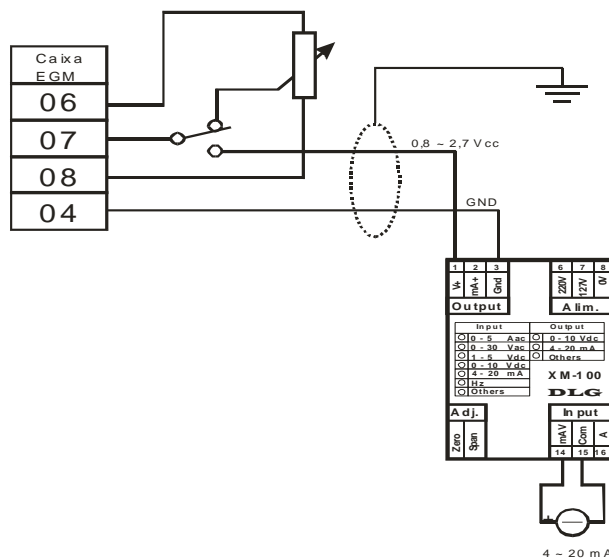 Caixa
EGM
06
07
08
04
0,8 ~ 2,7 Vcc
GND
1 2 3
V+ mA+ Gnd
Output
6 7 8
220V 127V 0V
Alim.
Input Output
0 - 5 Aac 0 - 10 Vdc
0 - 30 Vac 4 - 20 mA
1 - 5 Vdc Others
0 - 10 Vdc
4 - 20 mA
Hz
Others
XM-100
DLG
Adj.
Zero Span
Input
mAV Com A
14 15 16
+
4 ~ 20 mA